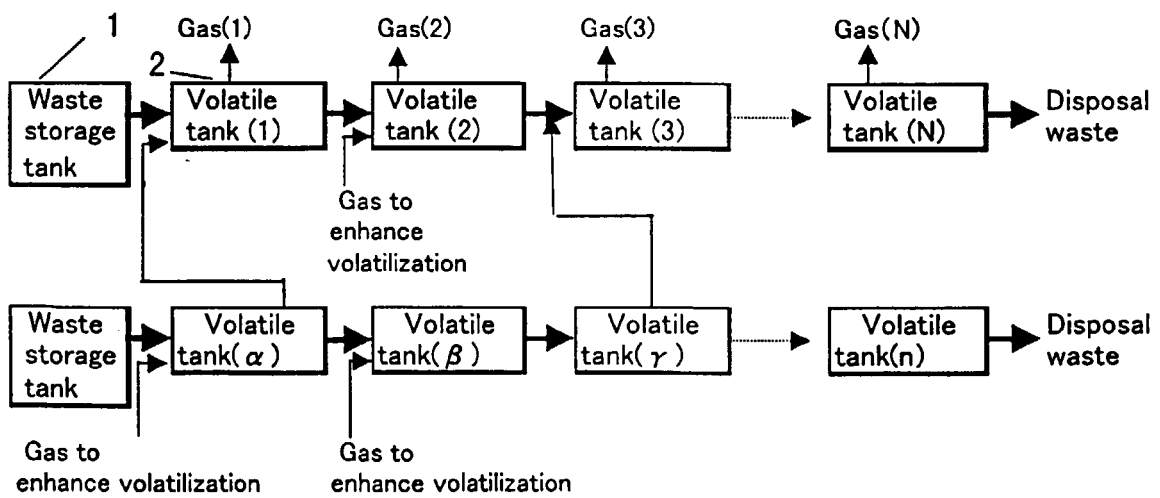 1
2
Gas(1)
Gas(2)
Gas(3)
Gas(N)
Waste
storage
tank
Volatile
tank (1)
Volatile
tank (2)
Volatile
tank (3)
Volatile
tank (N)
Disposal
waste
Gas to
enhance
volatilization
Waste
storage
tank
Volatile
tank( α )
Volatile
tank( β )
Volatile
tank( γ )
Volatile
tank(n)
Disposal
waste
Gas to
enhance volatilization
Gas to
enhance volatilization